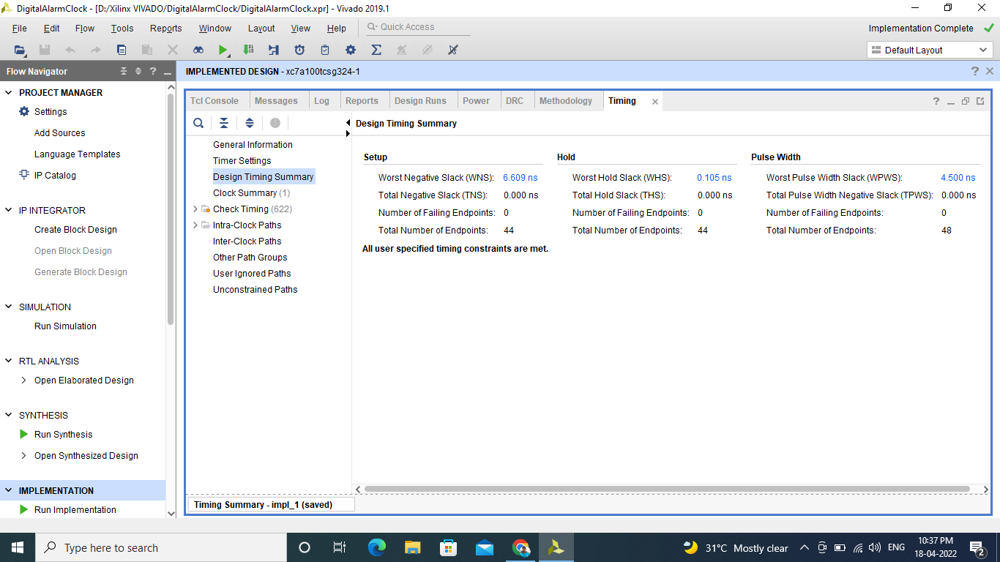 DigitalAlarmClock - [D:/Xilinx VIVADO/DigitalAlarmClock/DigitalAlarmClock.xpr] - Vivado 2019.1
File Edit Flow Tools Reports Window Layout View Help Quick Access Implementation Complete
Default Layout
Flow Navigator
PROJECT MANAGER
Settings
Add Sources
Language Templates
IP Catalog
IP INTEGRATOR
Create Block Design
Open Block Design
Generate Block Design
SIMULATION
Run Simulation
RTL ANALYSIS
Open Elaborated Design
SYNTHESIS
Run Synthesis
Open Synthesized Design
IMPLEMENTATION
Run Implementation
IMPLEMENTED DESIGN - xc7a100tcsg324-1
Tcl Console Messages Log Reports Design Runs Power DRC Methodology Timing
General Information
Timer Settings
Design Timing Summary
Clock Summary (1)
Check Timing (622)
Intra-Clock Paths
Inter-Clock Paths
Other Path Groups
User Ignored Paths
Unconstrained Paths
Design Timing Summary
Setup
Worst Negative Slack (WNS): 6.609 ns
Total Negative Slack (TNS): 0.000 ns
Number of Failing Endpoints: 0
Total Number of Endpoints: 44
Hold
Worst Hold Slack (WHS): 0.105 ns
Total Hold Slack (THS): 0.000 ns
Number of Failing Endpoints: 0
Total Number of Endpoints: 44
Pulse Width
Worst Pulse Width Slack (WPWS): 4.500 ns
Total Pulse Width Negative Slack (TPWS): 0.000 ns
Number of Failing Endpoints: 0
Total Number of Endpoints: 48
All user specified timing constraints are met.
Timing Summary - impl_1 (saved)
Type here to search
31°C Mostly clear
ENG
10:37 PM
18-04-2022
2